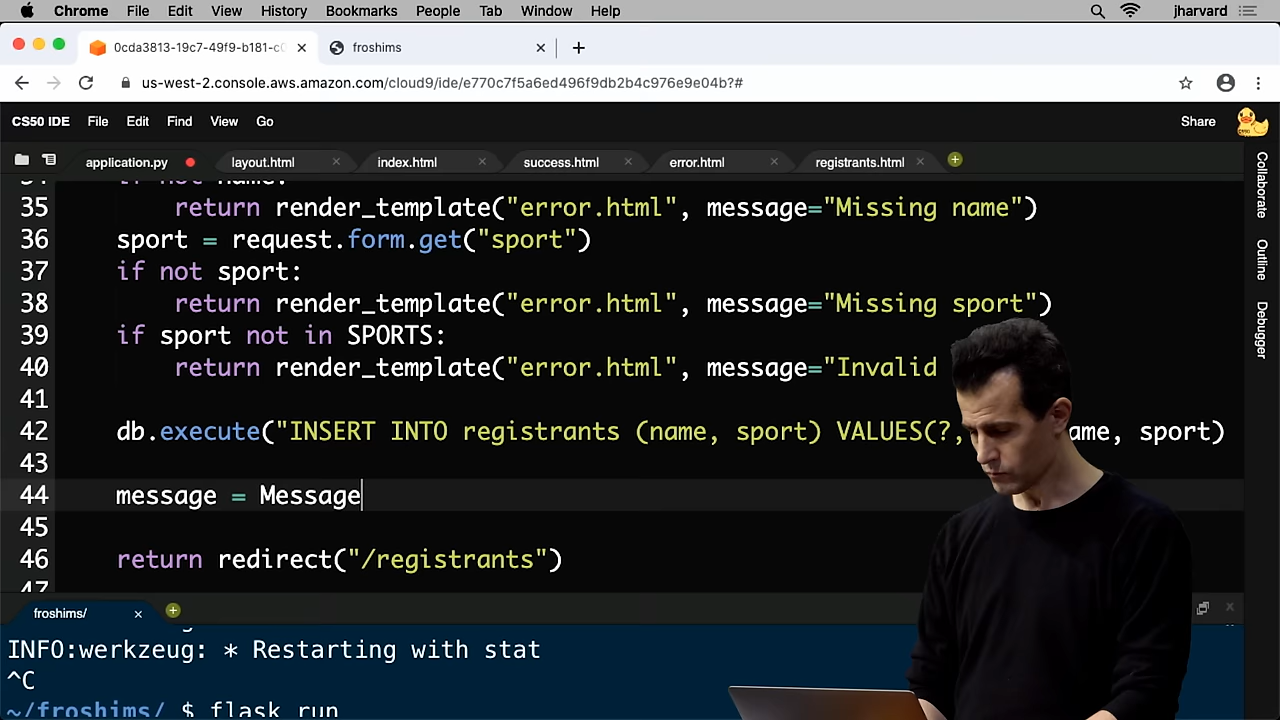 Chrome File Edit View History Bookmarks People Tab Window Help jharvard
0cda3813-19c7-49f9-b181-c froshims
us-west-2.console.aws.amazon.com/cloud9/ide/e770c7f5a6ed496f9db2b4c976e9e04b?#
CS50 IDE File Edit Find View Go Share
application.py layout.html index.html success.html error.html registrants.html
34 if not name:
35 return render_template("error.html", message="Missing name")
36 sport = request.form.get("sport")
37 if not sport:
38 return render_template("error.html", message="Missing sport")
39 if sport not in SPORTS:
40 return render_template("error.html", message="Invalid
41
42 db.execute("INSERT INTO registrants (name, sport) VALUES(?, ame, sport)
43
44 message = Message
45
46 return redirect("/registrants")
47
Collaborate
Outline
Debugger
froshims/
INFO:werkzeug: * Restarting with stat
^C
~/froshims/ $ flask run